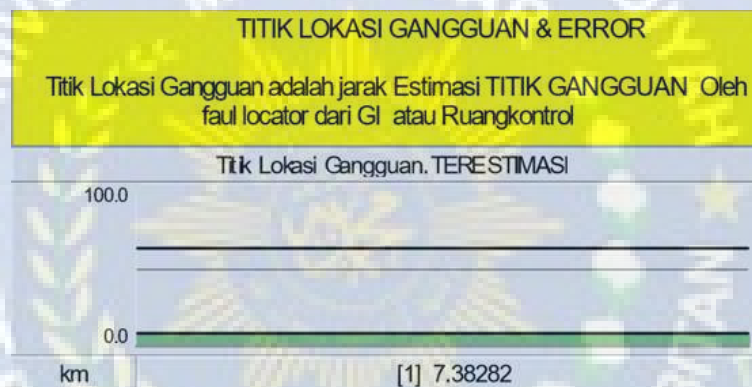 TITIK LOKASI GANGGUAN & ERROR
Titik Lokasi Gangguan adalah jarak Estimasi TITIK GANGGUAN Oleh
faul locator dari GI atau Ruangkontrol
Titik Lokasi Gangguan. TERESTIMASI
100.0
0.0
km [1] 7.38282